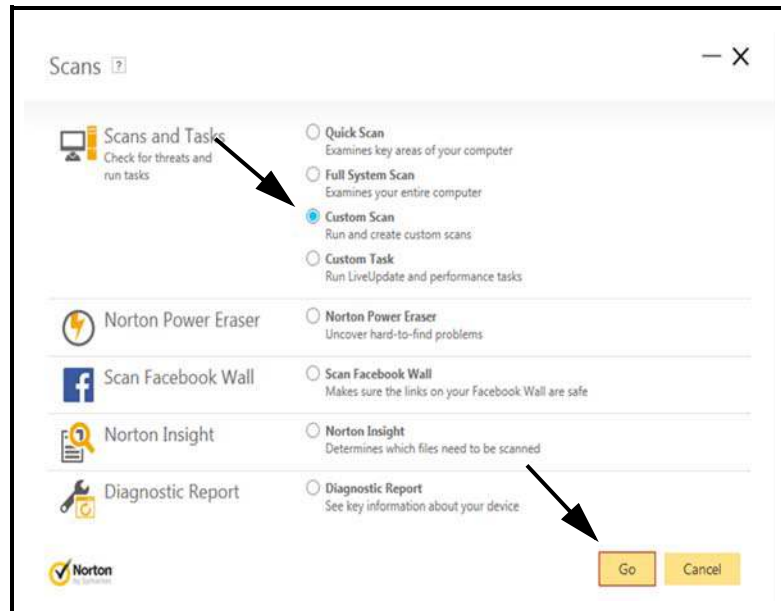 Scans ?
Scans and Tasks
Check for threats and
run tasks
Quick Scan
Examines key areas of your computer
Full System Scan
Examines your entire computer
Custom Scan
Run and create custom scans
Custom Task
Run LiveUpdate and performance tasks
Norton Power Eraser
Norton Power Eraser
Uncover hard-to-find problems
Scan Facebook Wall
Scan Facebook Wall
Makes sure the links on your Facebook Wall are safe
Norton Insight
Norton Insight
Determines which files need to be scanned
Diagnostic Report
Diagnostic Report
See key information about your device
Norton
by Symantec
Go
Cancel